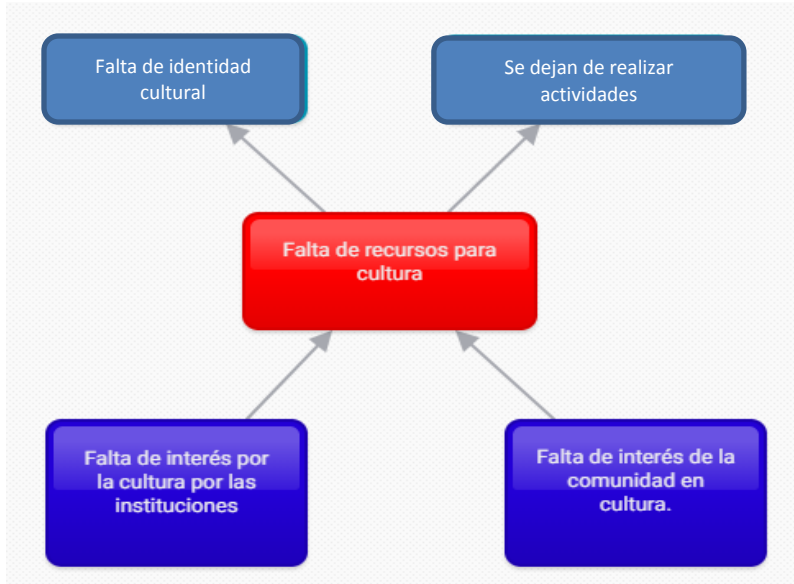 Falta de identidad
cultural
Se dejan de realizar
actividades
Falta de recursos para
cultura
Falta de interés por
la cultura por las
instituciones
Falta de interés de la
comunidad en
cultura.